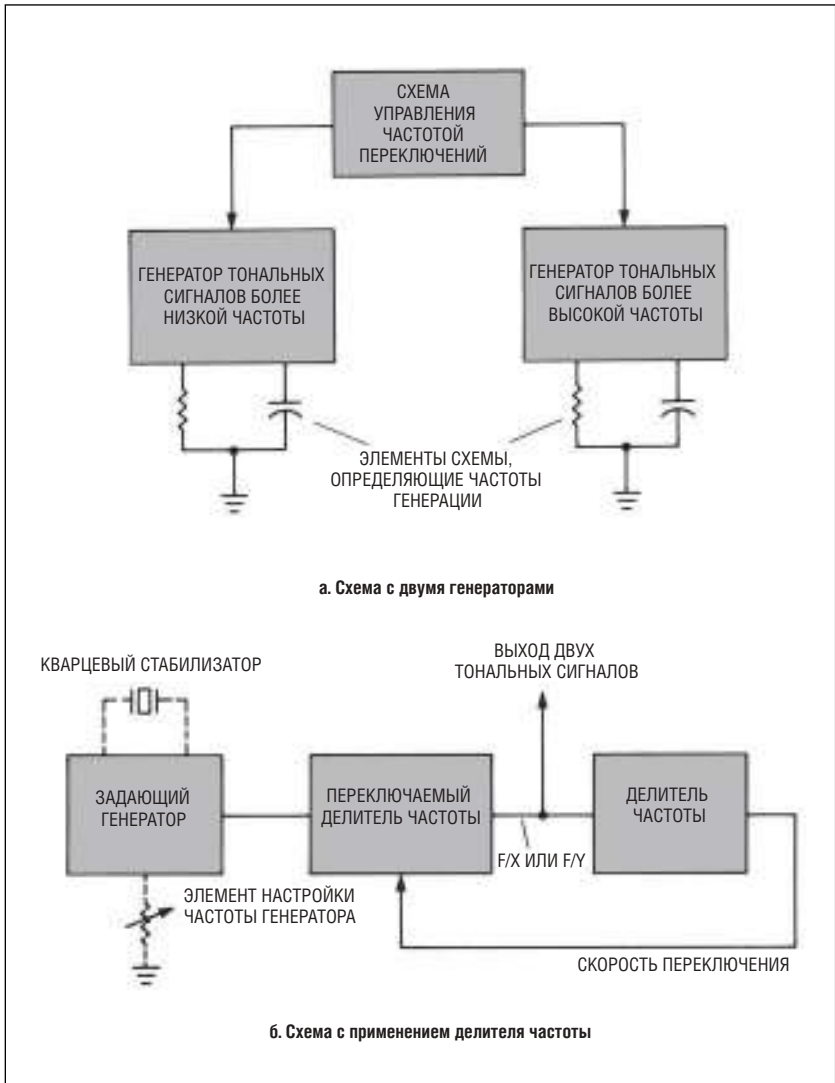 СХЕМА
УПРАВЛЕНИЯ
ЧАСТОТОЙ
ПЕРЕКЛЮЧЕНИЙ
ГЕНЕРАТОР ТОНАЛЬНЫХ
СИГНАЛОВ БОЛЕЕ
НИЗКОЙ ЧАСТОТЫ
ГЕНЕРАТОР ТОНАЛЬНЫХ
СИГНАЛОВ БОЛЕЕ
ВЫСОКОЙ ЧАСТОТЫ
ЭЛЕМЕНТЫ СХЕМЫ,
ОПРЕДЕЛЯЮЩИЕ ЧАСТОТЫ
ГЕНЕРАЦИИ
а. Схема с двумя генераторами
КВАРЦЕВЫЙ СТАБИЛИЗАТОР
ВЫХОД ДВУХ
ТОНАЛЬНЫХ СИГНАЛОВ
ЗАДАЮЩИЙ
ГЕНЕРАТОР
ПЕРЕКЛЮЧАЕМЫЙ
ДЕЛИТЕЛЬ ЧАСТОТЫ
ДЕЛИТЕЛЬ
ЧАСТОТЫ
F/X ИЛИ F/Y
ЭЛЕМЕНТ НАСТРОЙКИ
ЧАСТОТЫ ГЕНЕРАТОРА
СКОРОСТЬ ПЕРЕКЛЮЧЕНИЯ
б. Схема с применением делителя частоты